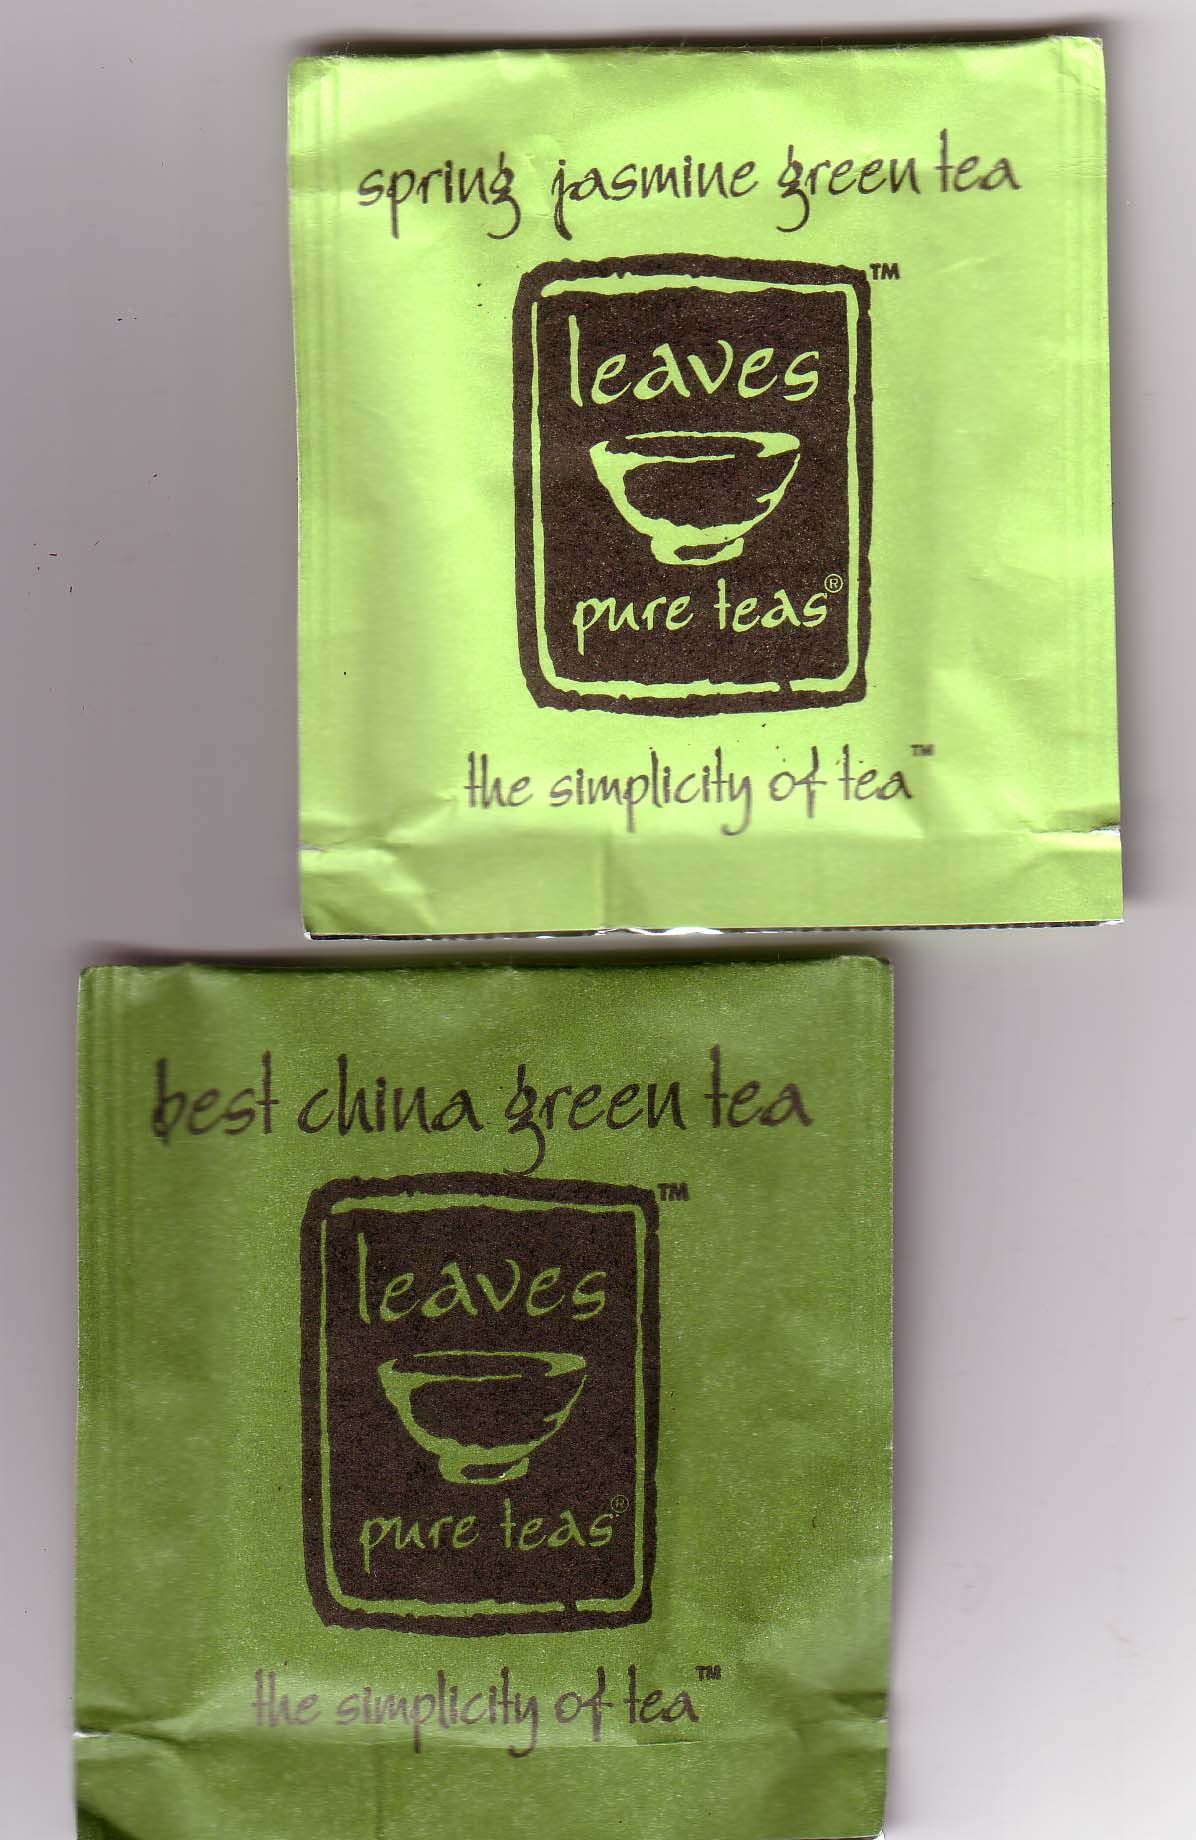 spring jasmine green tea
TM
leaves
pure teas®
the simplicity of tea™
best china green tea
TM
leaves
pure teas®
the simplicity of tea™